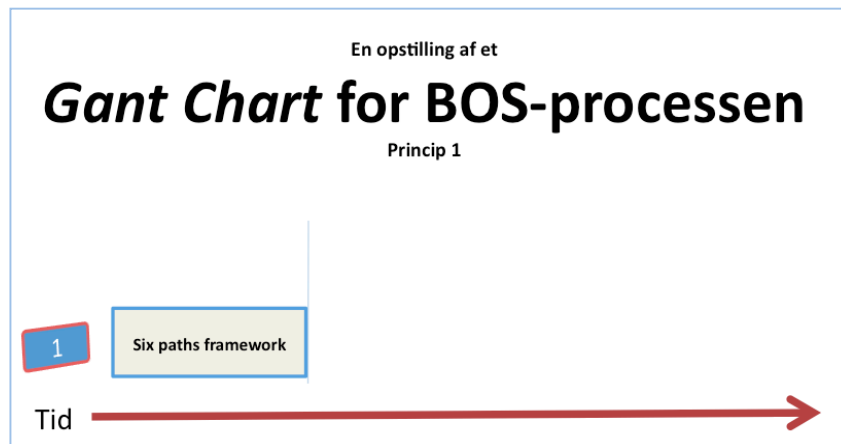 En opstilling af et
Gant Chart for BOS-processen
Princip 1
1
Six paths framework
Tid